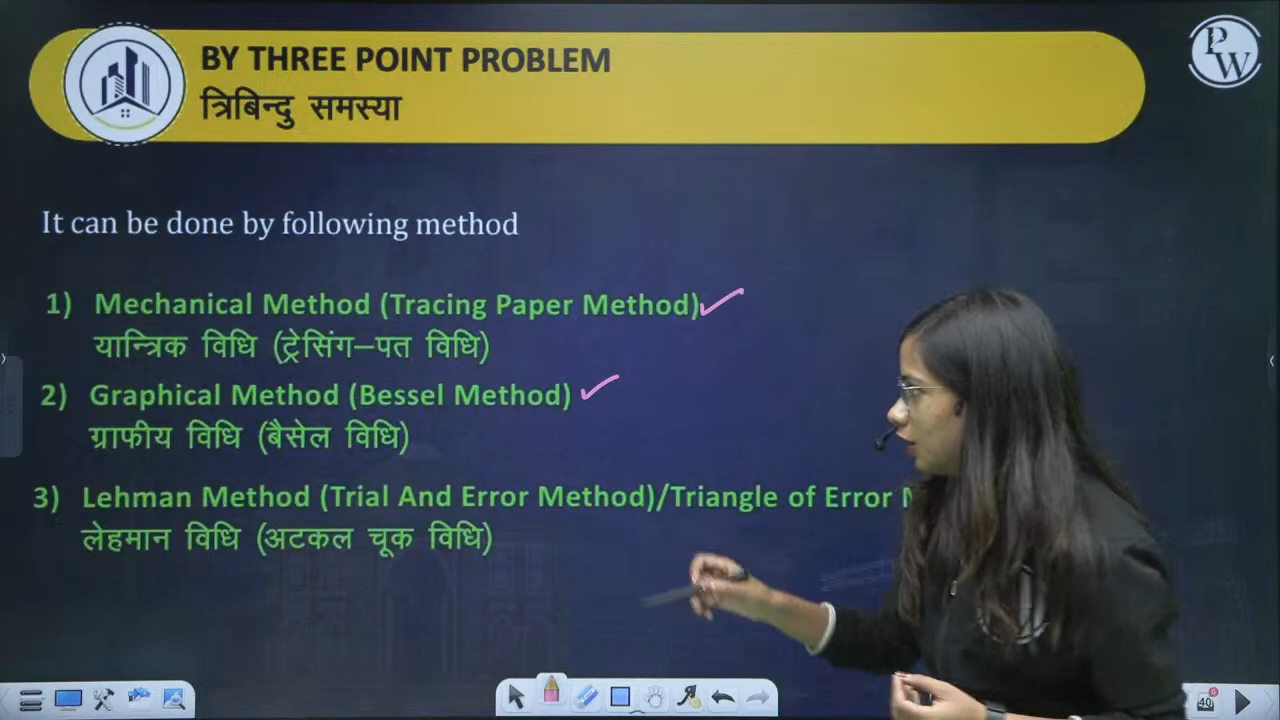 BY THREE POINT PROBLEM
त्रिबिन्दु समस्या
PW
It can be done by following method
1) Mechanical Method (Tracing Paper Method)
यान्त्रिक विधि (ट्रेसिंग–पत विधि)
2) Graphical Method (Bessel Method)
ग्राफीय विधि (बैसेल विधि)
3) Lehman Method (Trial And Error Method)/Triangle of Error
लेहमान विधि (अटकल चूक विधि)
40